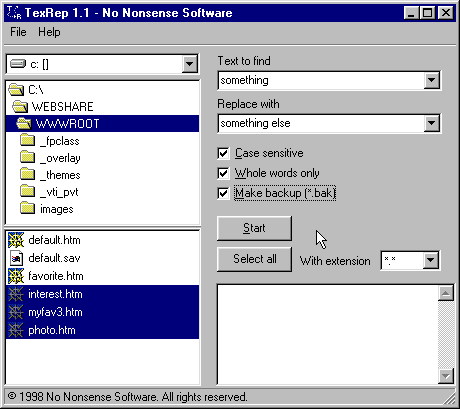 TexRep 1.1 - No Nonsense Software
File Help
c: []
C:\
WEBSHARE
WWWROOT
_fpclass
_overlay
_themes
_vti_pvt
images
default.htm
default.sav
favorite.htm
interest.htm
myfav3.htm
photo.htm
Text to find
something
Replace with
something else
Case sensitive
Whole words only
Make backup (*.bak)
Start
Select all With extension *.*
© 1998 No Nonsense Software. All rights reserved.